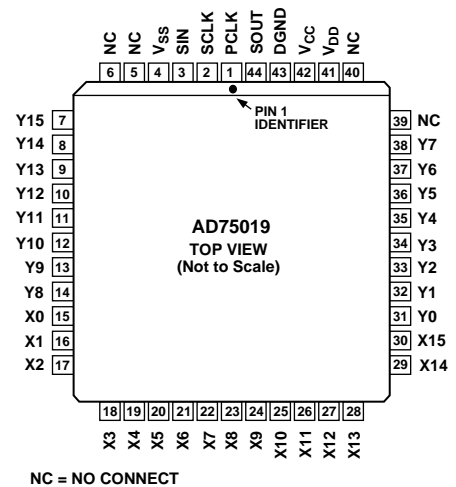 NC NC VSS SIN SCLK PCLK SOUT DGND VCC VDD NC
6 5 4 3 2 1 44 43 42 41 40
PIN 1
IDENTIFIER
Y15 7
Y14 8
Y13 9
Y12 10
Y11 11
Y10 12
Y9 13
Y8 14
X0 15
X1 16
X2 17
AD75019
TOP VIEW
(Not to Scale)
39 NC
38 Y7
37 Y6
36 Y5
35 Y4
34 Y3
33 Y2
32 Y1
31 Y0
30 X15
29 X14
18 19 20 21 22 23 24 25 26 27 28
X3 X4 X5 X6 X7 X8 X9 X10 X11 X12 X13
NC = NO CONNECT